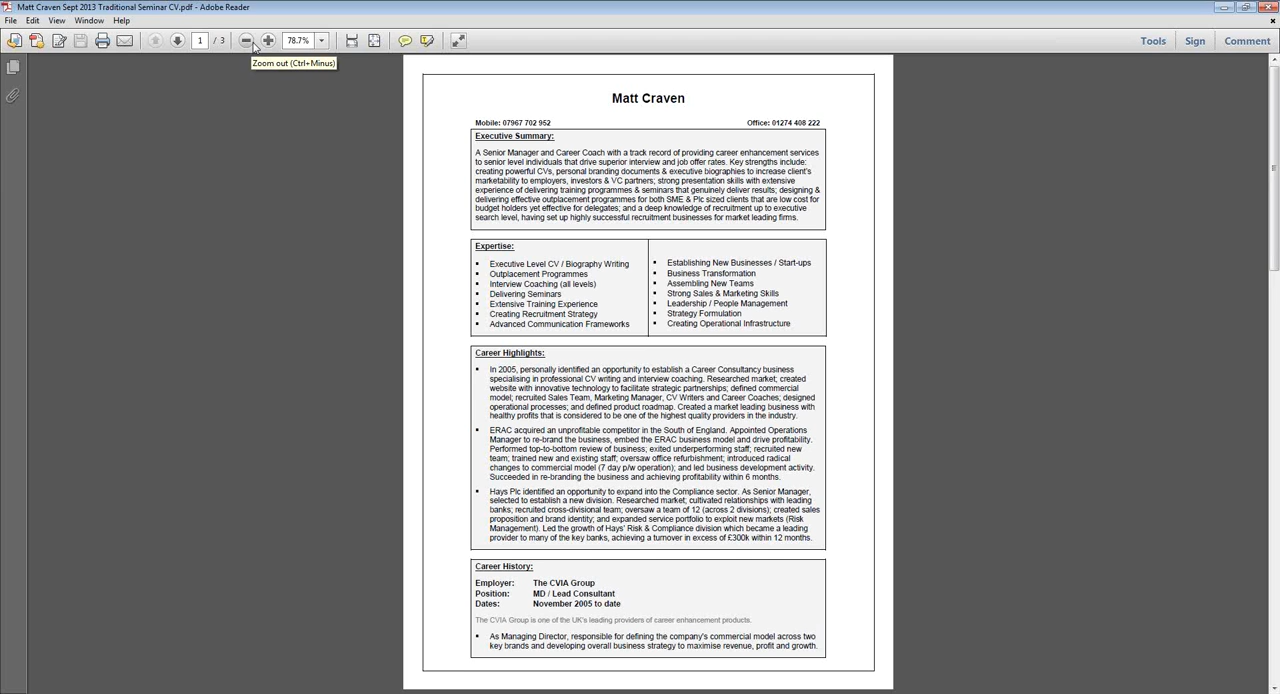 Matt Craven Sept 2013 Traditional Seminar CV.pdf - Adobe Reader
File Edit View Window Help
1 / 3 78.7% Tools Sign Comment
Zoom out (Ctrl+Minus)
Matt Craven
Mobile: 07967 702 952 Office: 01274 408 222
Executive Summary:
A Senior Manager and Career Coach with a track record of providing career enhancement services
to senior level individuals that drive superior interview and job offer rates. Key strengths include:
creating powerful CVs, personal branding documents & executive biographies to increase client's
marketability to employers, investors & VC partners; strong presentation skills with extensive
experience of delivering training programmes & seminars that genuinely deliver results; designing &
delivering effective outplacement programmes for both SME & Plc sized clients that are low cost for
budget holders yet effective for delegates; and a deep knowledge of recruitment up to executive
search level, having set up highly successful recruitment businesses for market leading firms.
Expertise:
▪ Executive Level CV / Biography Writing
▪ Outplacement Programmes
▪ Interview Coaching (all levels)
▪ Delivering Seminars
▪ Extensive Training Experience
▪ Creating Recruitment Strategy
▪ Advanced Communication Frameworks
▪ Establishing New Businesses / Start-ups
▪ Business Transformation
▪ Assembling New Teams
▪ Strong Sales & Marketing Skills
▪ Leadership / People Management
▪ Strategy Formulation
▪ Creating Operational Infrastructure
Career Highlights:
▪ In 2005, personally identified an opportunity to establish a Career Consultancy business
specialising in professional CV writing and interview coaching. Researched market; created
website with innovative technology to facilitate strategic partnerships; defined commercial
model; recruited Sales Team, Marketing Manager, CV Writers and Career Coaches; designed
operational processes; and defined product roadmap. Created a market leading business with
healthy profits that is considered to be one of the highest quality providers in the industry.
▪ ERAC acquired an unprofitable competitor in the South of England. Appointed Operations
Manager to re-brand the business, embed the ERAC business model and drive profitability.
Performed top-to-bottom review of business; exited underperforming staff; recruited new
team; trained new and existing staff; oversaw office refurbishment; introduced radical
changes to commercial model (7 day p/w operation); and led business development activity.
Succeeded in re-branding the business and achieving profitability within 6 months.
▪ Hays Plc identified an opportunity to expand into the Compliance sector. As Senior Manager,
selected to establish a new division. Researched market; cultivated relationships with leading
banks; recruited cross-divisional team; oversaw a team of 12 (across 2 divisions); created sales
proposition and brand identity; and expanded service portfolio to exploit new markets (Risk
Management). Led the growth of Hays' Risk & Compliance division which became a leading
provider to many of the key banks, achieving a turnover in excess of £300k within 12 months.
Career History:
Employer: The CVIA Group
Position: MD / Lead Consultant
Dates: November 2005 to date
The CVIA Group is one of the UK's leading providers of career enhancement products.
▪ As Managing Director, responsible for defining the company's commercial model across two
key brands and developing overall business strategy to maximise revenue, profit and growth.